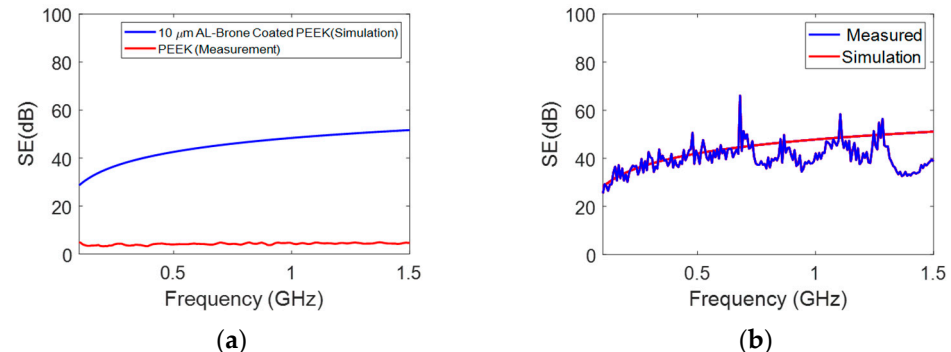 100
80
60
40
20
0
SE(dB)
10 μm AL-Brone Coated PEEK(Simulation)
PEEK (Measurement)
0.5
1
1.5
Frequency (GHz)
(a)
100
80
60
40
20
0
SE(dB)
Measured
Simulation
0.5
1
1.5
Frequency (GHz)
(b)